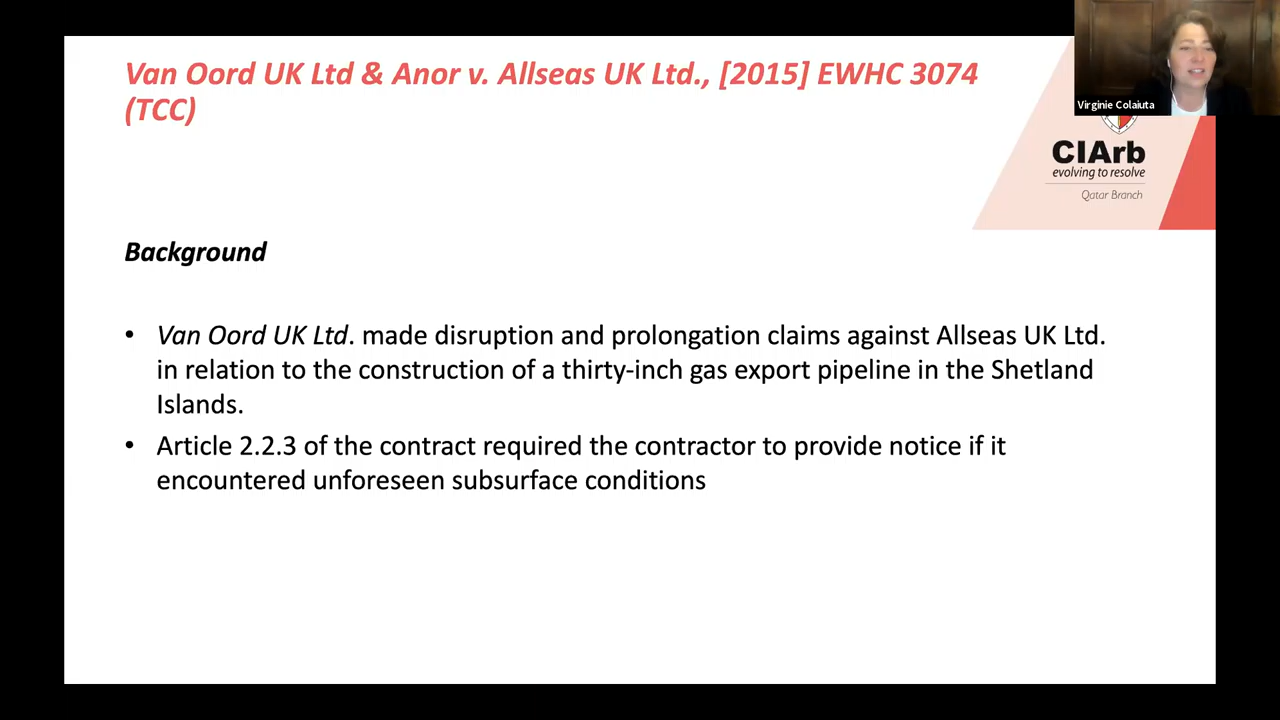 Van Oord UK Ltd & Anor v. Allseas UK Ltd., [2015] EWHC 3074
(TCC)
Virginie Colaiuta
CIArb
evolving to resolve
Qatar Branch
Background
• Van Oord UK Ltd. made disruption and prolongation claims against Allseas UK Ltd.
in relation to the construction of a thirty-inch gas export pipeline in the Shetland
Islands.
• Article 2.2.3 of the contract required the contractor to provide notice if it
encountered unforeseen subsurface conditions